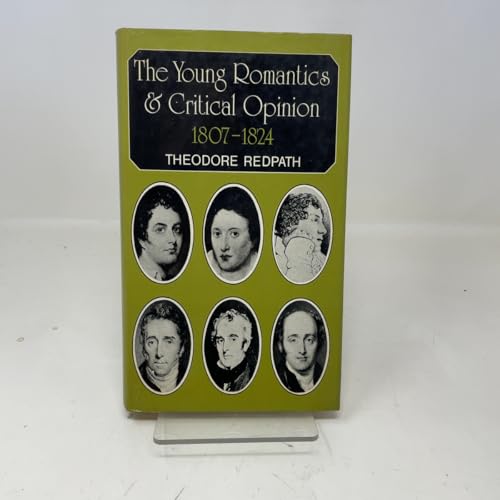 The Young Romantics
& Critical Opinion
1807-1824
THEODORE REDPATH